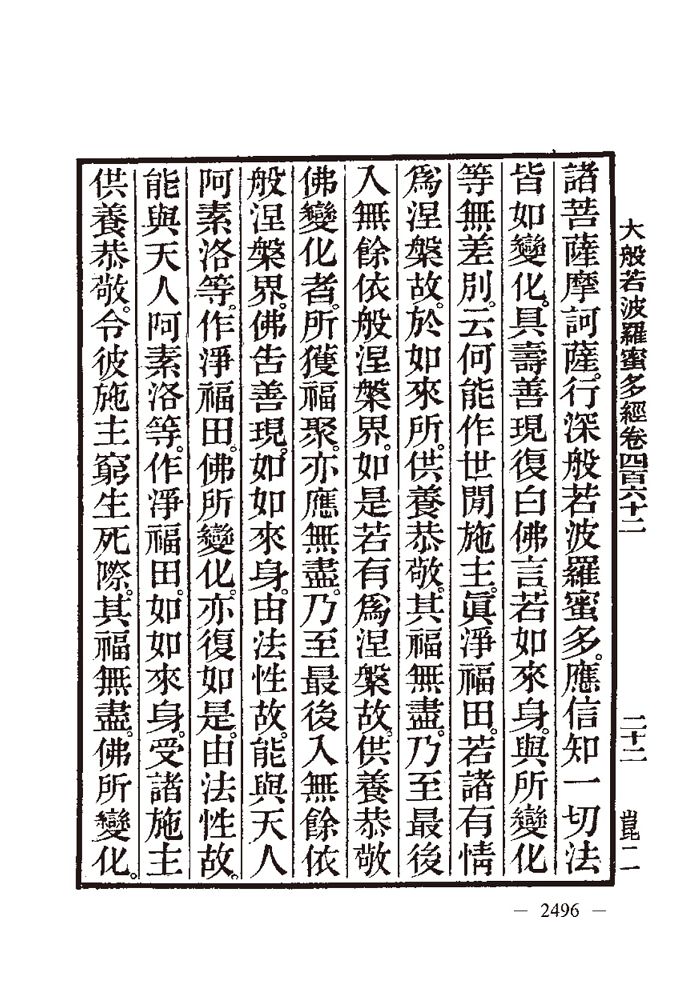 大般若波羅蜜多經卷四百六十二 二十二 崑二一
諸菩薩摩訶薩。行深般若波羅蜜多。應信知一切法
皆如變化。具壽善現復白佛言若如來身。與所變化
等無差別。云何能作世間施主。眞淨福田。若諸有情
爲涅槃故。於如來所。供養恭敬。其福無盡。乃至最後
入無餘依般涅槃界。如是若有爲涅槃故。供養恭敬
佛變化者。所獲福聚。亦應無盡。乃至最後入無餘依
般涅槃界。佛告善現。如如來身。由法性故。能與天人
阿素洛等。作淨福田。佛所變化。亦復如是。由法性故。
能與天人阿素洛等。作淨福田。如如來身。受諸施主
供養恭敬。令彼施主窮生死際。其福無盡。佛所變化。
— 2496 —